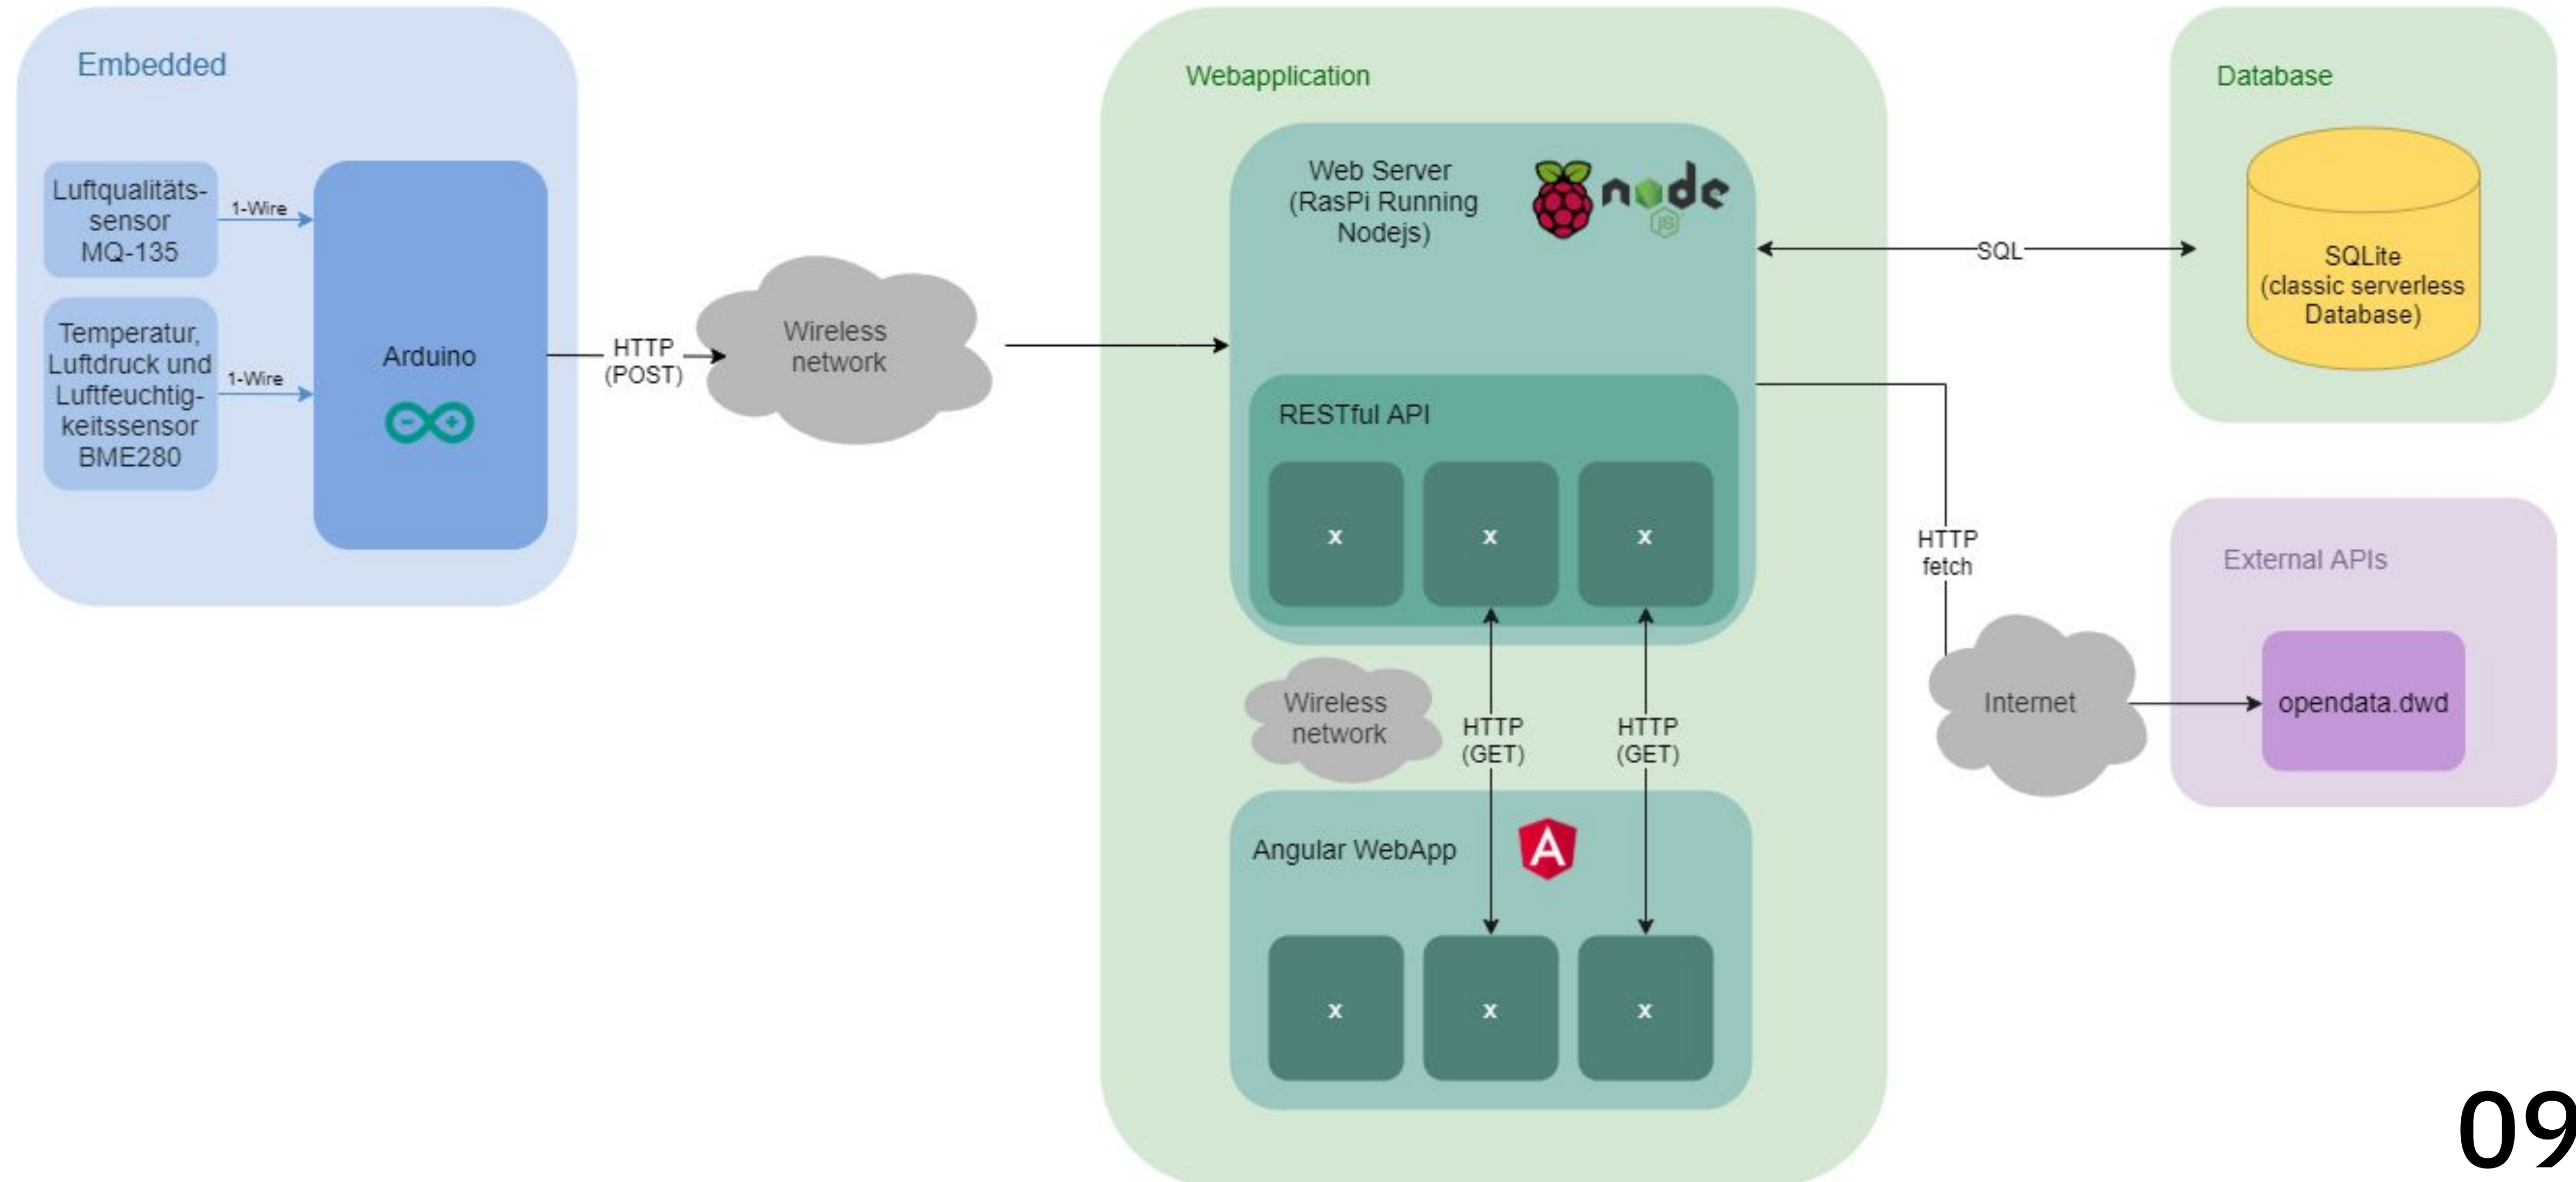 Embedded
Luftqualitäts-
sensor
MQ-135
1-Wire
Temperatur,
Luftdruck und
Luftfeuchtig-
keitssensor
BME280
1-Wire
Arduino
HTTP
(POST)
Wireless
network
Webapplication
Web Server
(RasPi Running
Nodejs)
node
JS
RESTful API
x
x
x
Wireless
network
HTTP
(GET)
HTTP
(GET)
Angular WebApp
A
x
x
x
SQL
Database
SQLite
(classic serverless
Database)
HTTP
fetch
Internet
External APIs
opendata.dwd
09